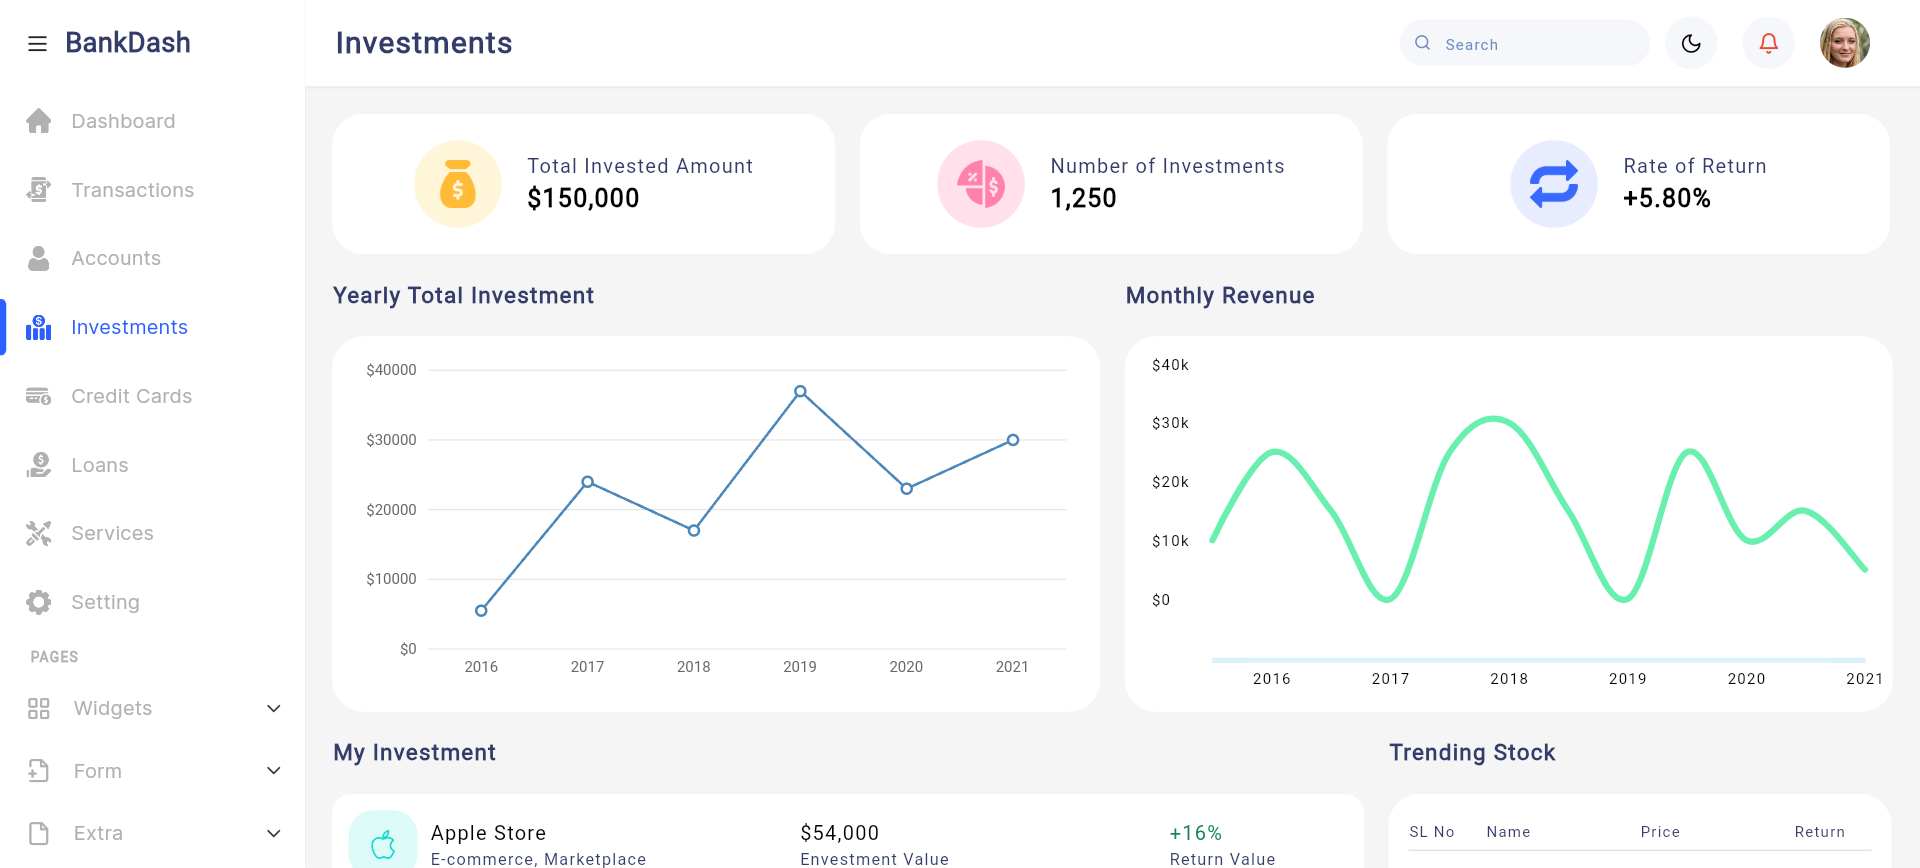 BankDash
Investments
Search
Dashboard
Transactions
Accounts
Investments
Credit Cards
Loans
Services
Setting
PAGES
Widgets
Form
Extra
Total Invested Amount
$150,000
Number of Investments
1,250
Rate of Return
+5.80%
Yearly Total Investment
$40000
$30000
$20000
$10000
$0
2016 2017 2018 2019 2020 2021
Monthly Revenue
$40k
$30k
$20k
$10k
$0
2016 2017 2018 2019 2020 2021
My Investment
Apple Store $54,000 +16%
E-commerce, Marketplace Envestment Value Return Value
Trending Stock
SL No Name Price Return